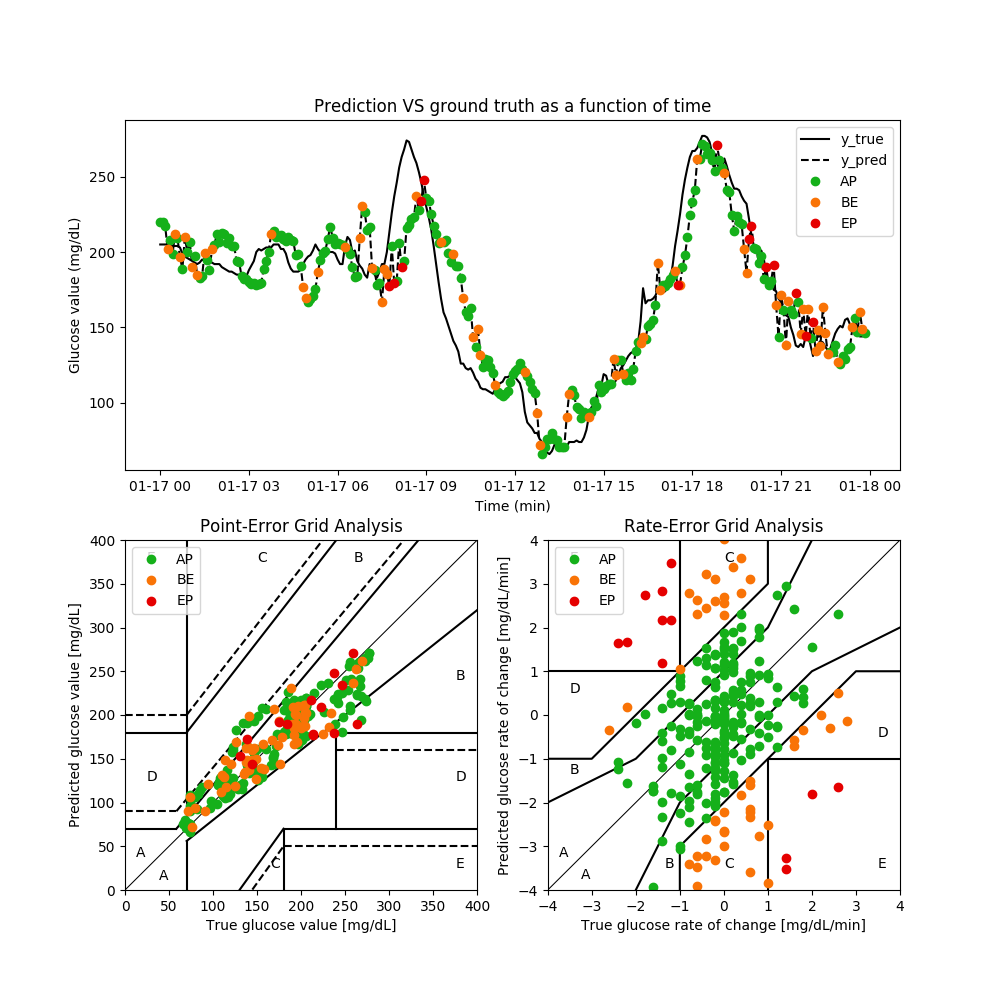 Prediction VS ground truth as a function of time
Glucose value (mg/dL)
250
200
150
100
y_true
y_pred
AP
BE
EP
01-17 00 01-17 03 01-17 06 01-17 09 01-17 12 01-17 15 01-17 18 01-17 21 01-18 00
Time (min)
Point-Error Grid Analysis
Predicted glucose value [mg/dL]
400
350
300
250
200
150
100
50
0
AP
BE
EP
C
B
B
D
D
A
A
C
E
0 50 100 150 200 250 300 350 400
True glucose value [mg/dL]
Rate-Error Grid Analysis
Predicted glucose rate of change [mg/dL/min]
4
3
2
1
0
−1
−2
−3
−4
AP
BE
EP
C
D
D
B
A
A
B
C
E
−4 −3 −2 −1 0 1 2 3 4
True glucose rate of change [mg/dL/min]